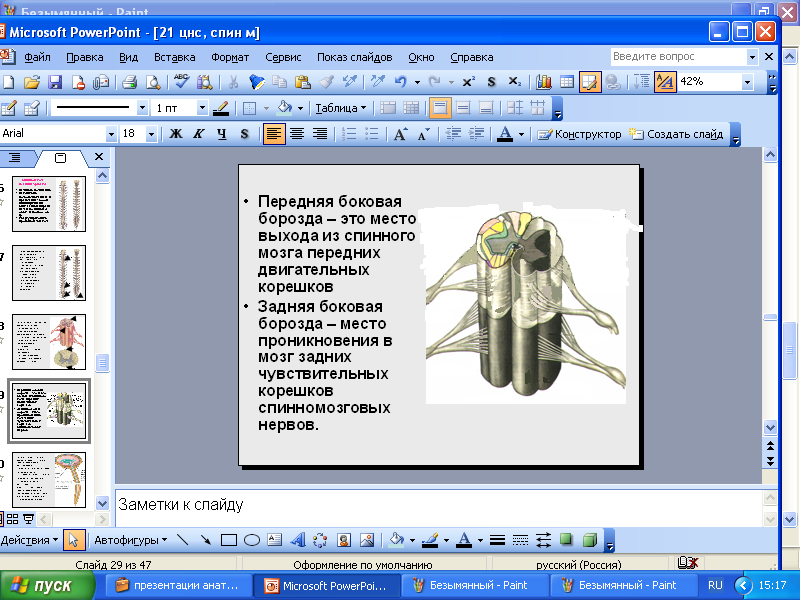 Безымянный - Paint
Microsoft PowerPoint - [21 цнс, спин м]
Файл Правка Вид Вставка Формат Сервис Показ слайдов Окно Справка Введите вопрос
42%
1 пт Таблица
Arial 18 Ж К Ч S Конструктор Создать слайд
• Передняя боковая
борозда – это место
выхода из спинного
мозга передних
двигательных
корешков
• Задняя боковая
борозда – место
проникновения в
мозг задних
чувствительных
корешков
спинномозговых
нервов.
Заметки к слайду
Действия Автофигуры
Слайд 29 из 47 Оформление по умолчанию русский (Россия)
пуск презентации анат... Microsoft PowerPoi... Безымянный - Paint Безымянный - Paint RU 15:17